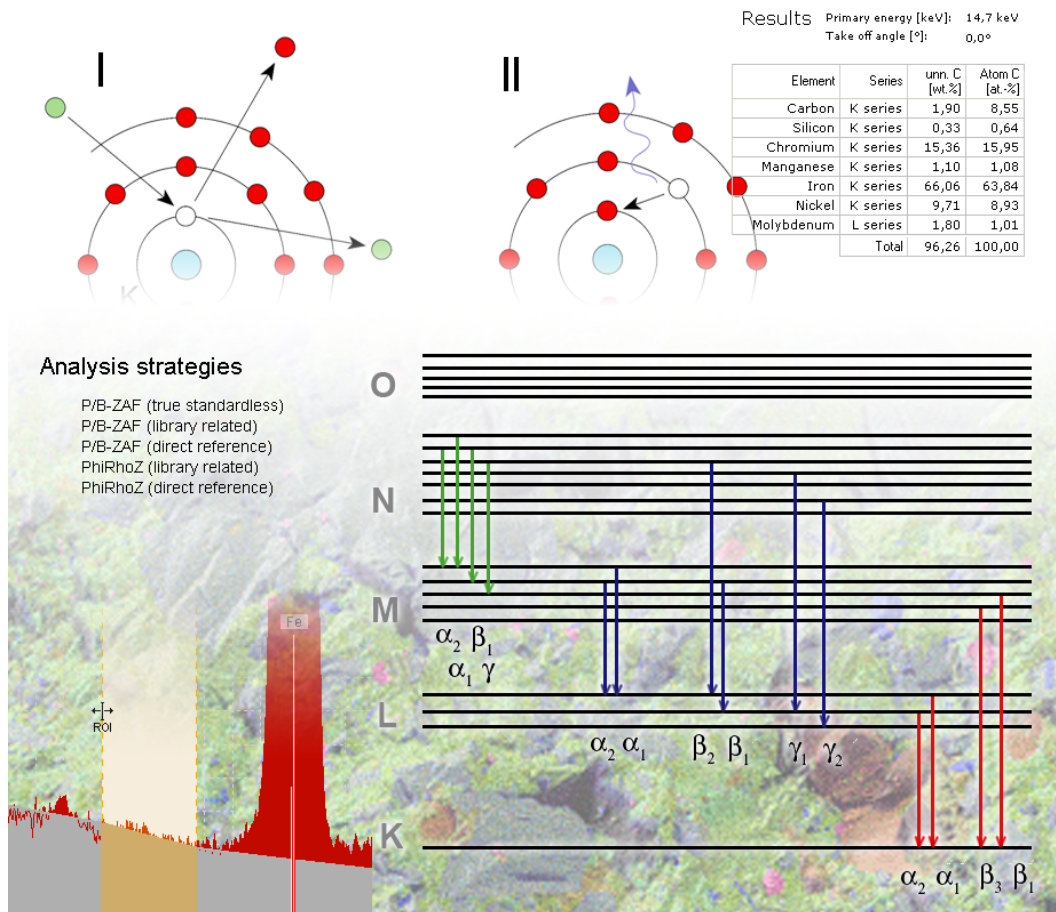 I
II
Results Primary energy [keV]: 14,7 keV
Take off angle [°]: 0,0°
Element Series unn. C [wt.%] Atom C [at.-%]
Carbon K series 1,90 8,55
Silicon K series 0,33 0,64
Chromium K series 15,36 15,95
Manganese K series 1,10 1,08
Iron K series 66,06 63,84
Nickel K series 9,71 8,93
Molybdenum L series 1,80 1,01
Total 96,26 100,00
K
Analysis strategies
P/B-ZAF (true standardless)
P/B-ZAF (library related)
P/B-ZAF (direct reference)
PhiRhoZ (library related)
PhiRhoZ (direct reference)
O
N
M
α2 β1
α1 γ
L
α2 α1 β2 β1 γ1 γ2
K
α2 α1 β3 β1
Fe
ROI